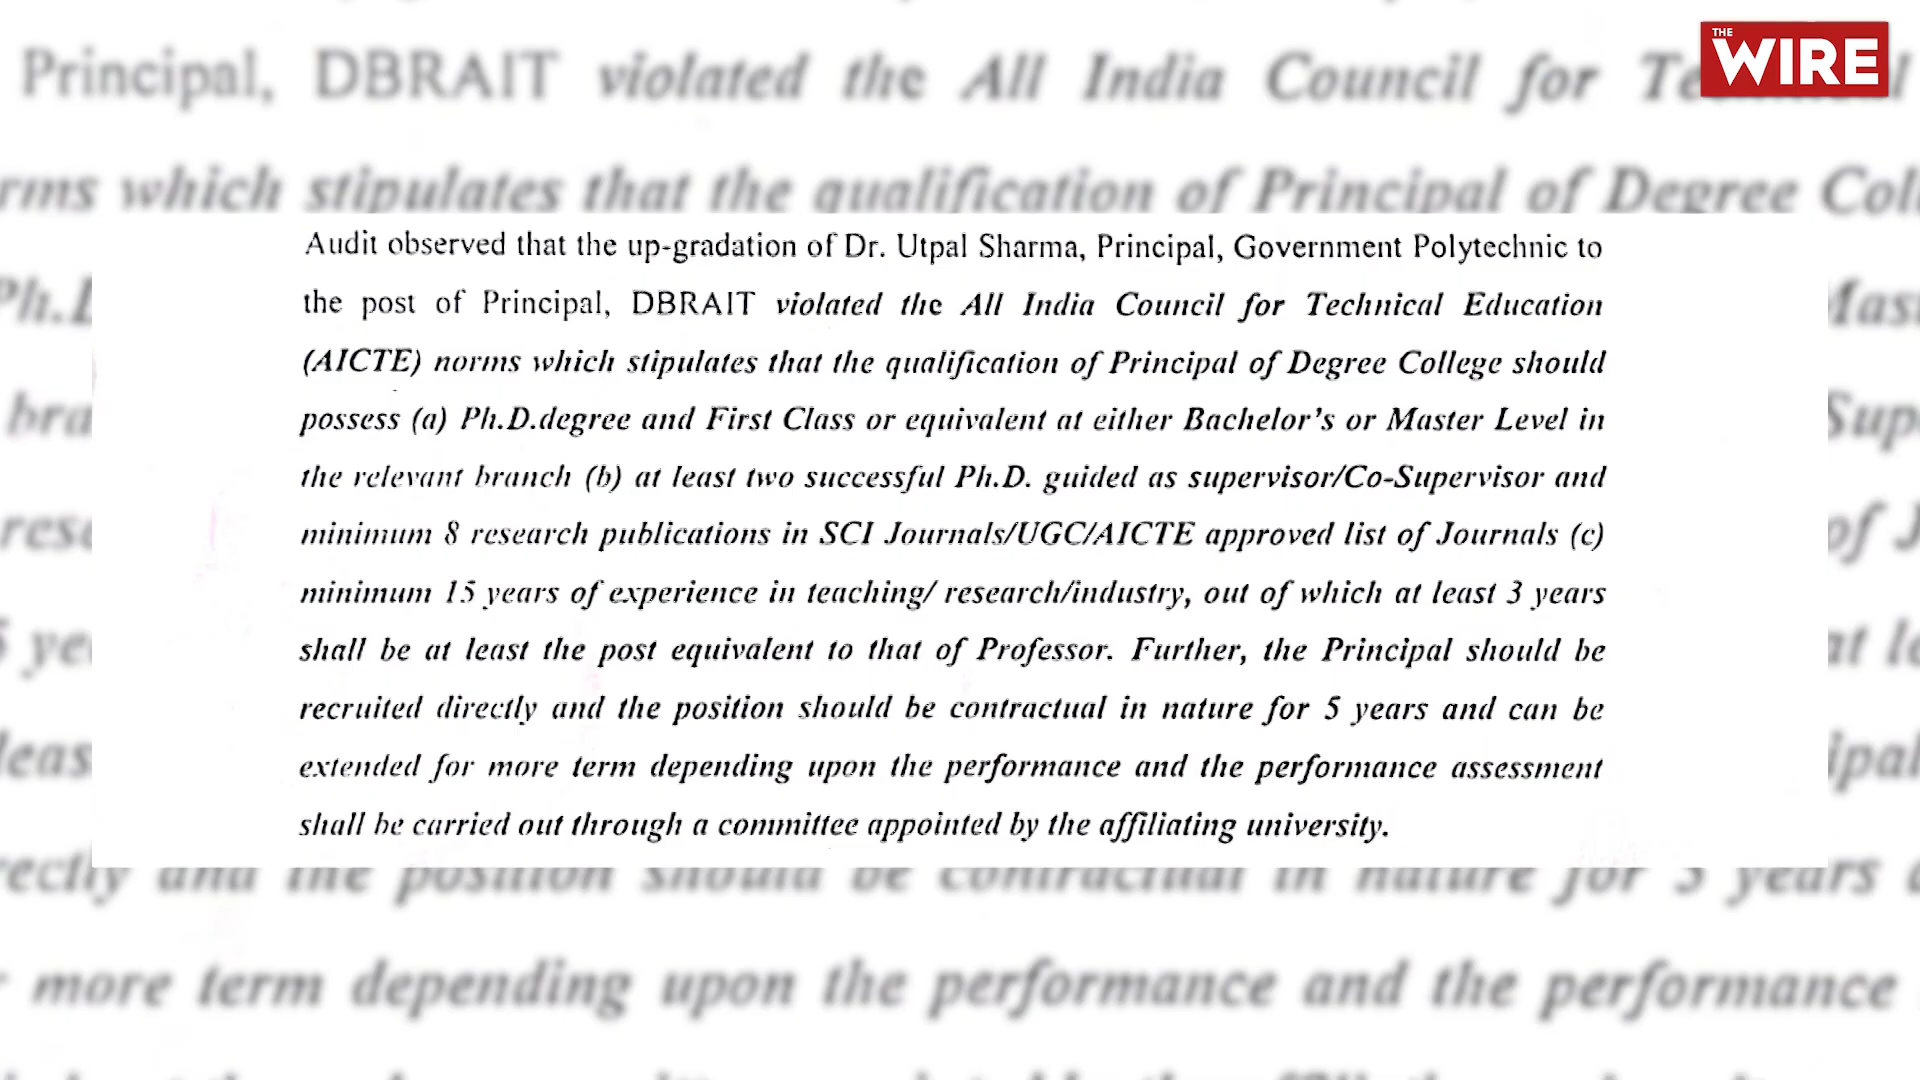 THE WIRE
Principal, DBRAIT violated the All India Council for
rms which stipulates that the qualification of Principal of Degree Coll
Audit observed that the up-gradation of Dr. Utpal Sharma, Principal, Government Polytechnic to
the post of Principal, DBRAIT violated the All India Council for Technical Education
(AICTE) norms which stipulates that the qualification of Principal of Degree College should
possess (a) Ph.D.degree and First Class or equivalent at either Bachelor's or Master Level in
the relevant branch (b) at least two successful Ph.D. guided as supervisor/Co-Supervisor and
minimum 8 research publications in SCI Journals/UGC/AICTE approved list of Journals (c)
minimum 15 years of experience in teaching/ research/industry, out of which at least 3 years
shall be at least the post equivalent to that of Professor. Further, the Principal should be
recruited directly and the position should be contractual in nature for 5 years and can be
extended for more term depending upon the performance and the performance assessment
shall be carried out through a committee appointed by the affiliating university.
rectly and the position should be contractual in nature for 5 years
more term depending upon the performance and the performance